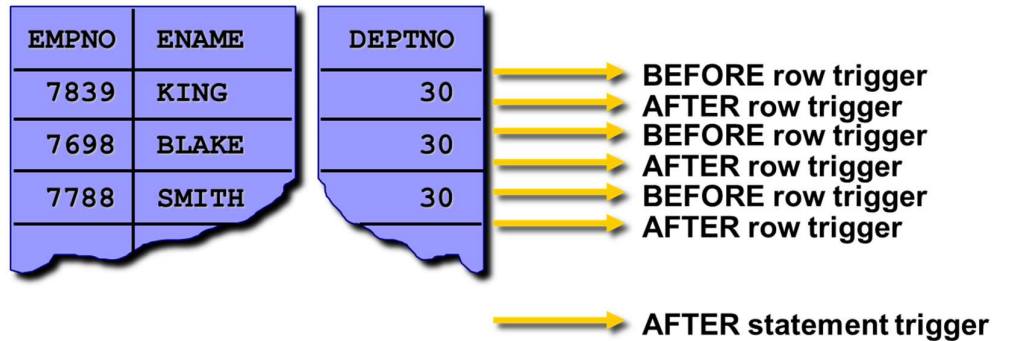 EMPNO ENAME DEPTNO
BEFORE row trigger
7839 KING 30
AFTER row trigger
BEFORE row trigger
7698 BLAKE 30
AFTER row trigger
BEFORE row trigger
7788 SMITH 30
AFTER row trigger
AFTER statement trigger